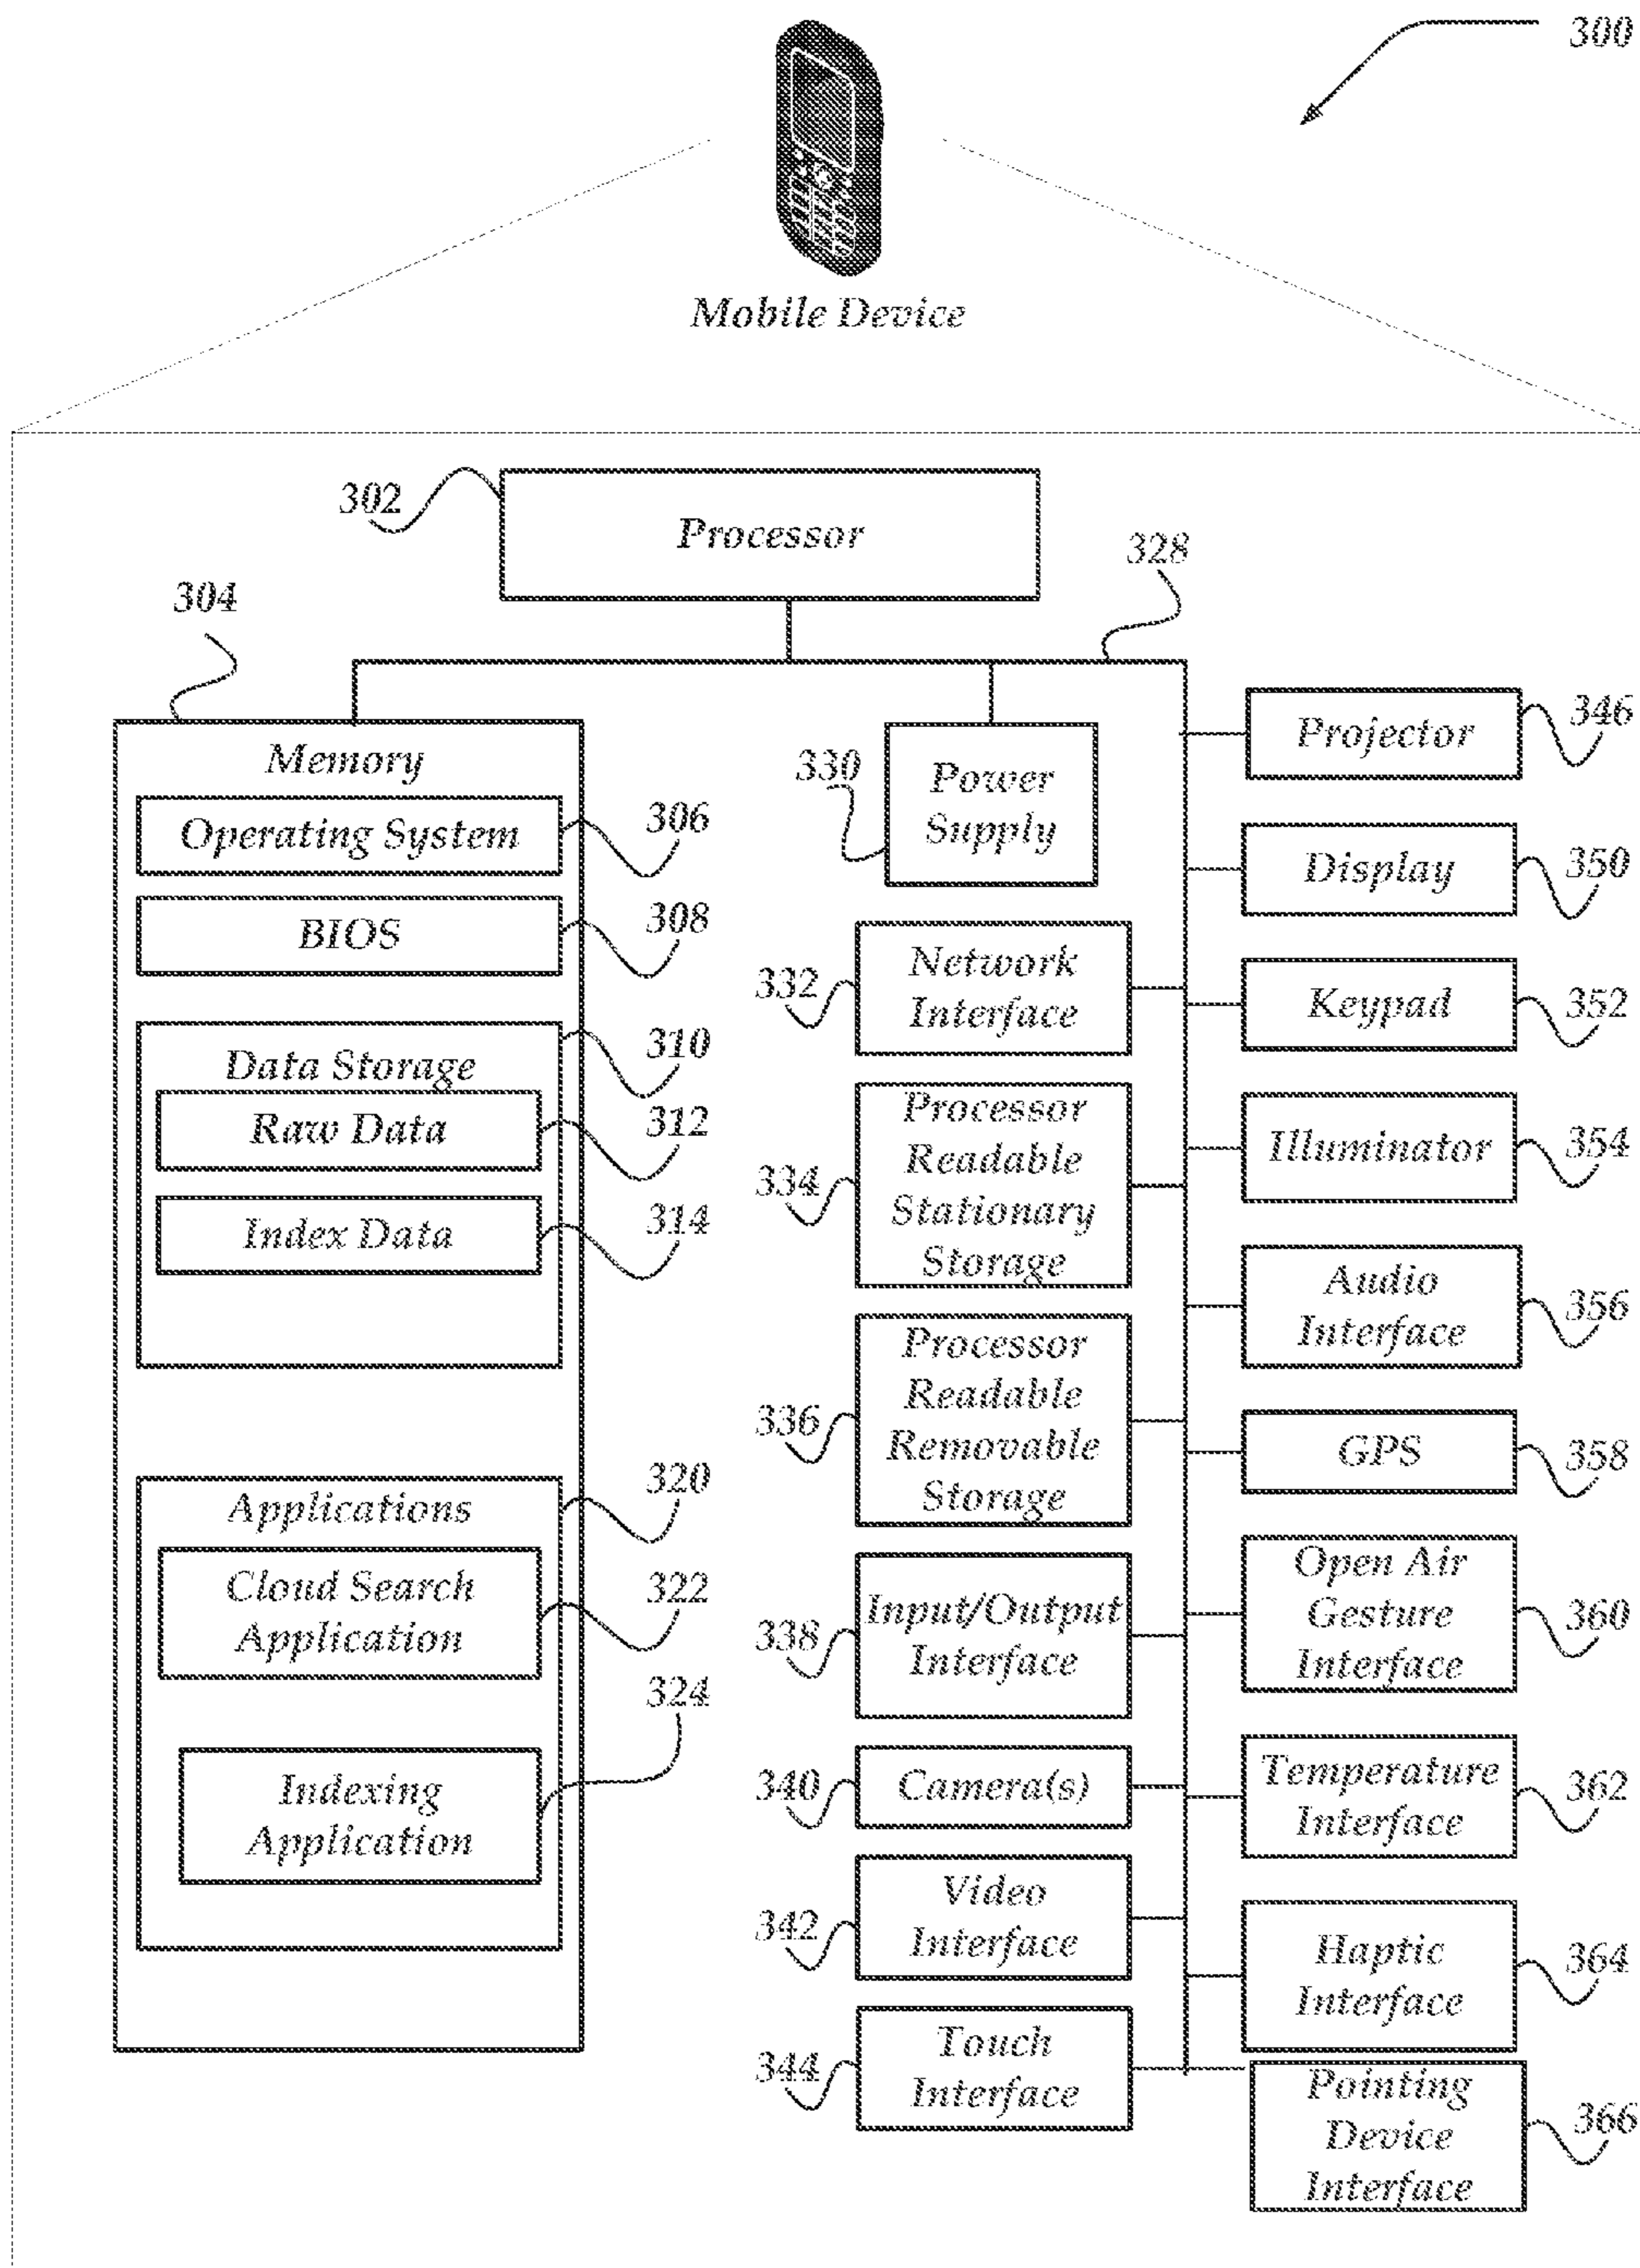 300
Mobile Device
302
Processor
328
304
Memory
Operating System
306
BIOS
308
Data Storage
310
Raw Data
312
Index Data
314
Applications
320
Cloud Search
Application
322
324
Indexing
Application
330
Power
Supply
332
Network
Interface
334
Processor
Readable
Stationary
Storage
336
Processor
Readable
Removable
Storage
338
Input/Output
Interface
340
Camera(s)
342
Video
Interface
344
Touch
Interface
Projector
346
Display
350
Keypad
352
Illuminator
354
Audio
Interface
356
GPS
358
Open Air
Gesture
Interface
360
Temperature
Interface
362
Haptic
Interface
364
Pointing
Device
Interface
366